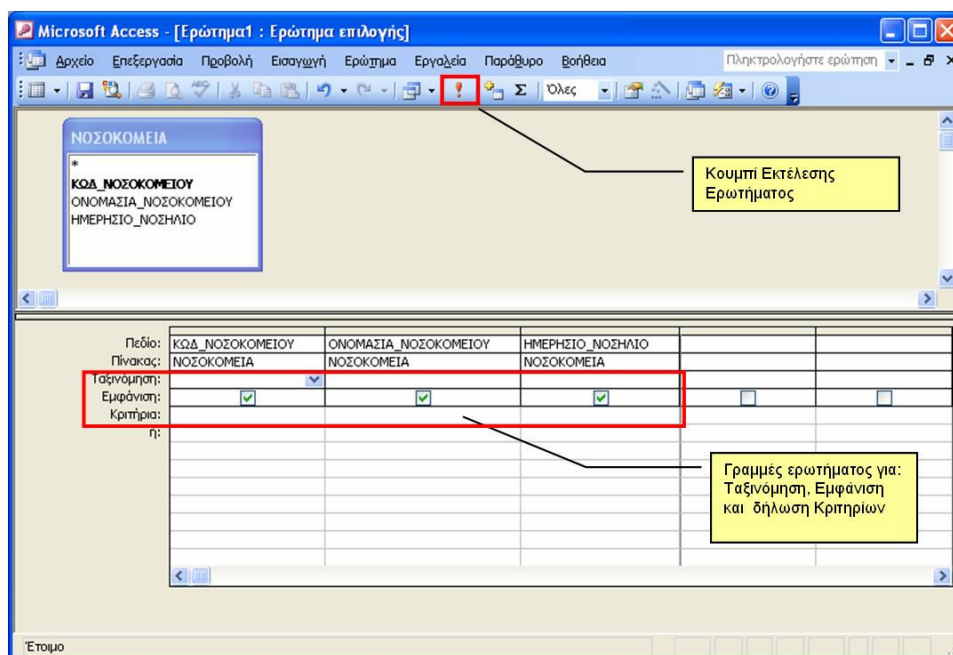 Microsoft Access - [Ερώτημα1 : Ερώτημα επιλογής]
Αρχείο Επεξεργασία Προβολή Εισαγωγή Ερώτημα Εργαλεία Παράθυρο Βοήθεια Πληκτρολογήστε ερώτηση
Σ Όλες
ΝΟΣΟΚΟΜΕΙΑ
*
ΚΩΔ_ΝΟΣΟΚΟΜΕΙΟΥ
ΟΝΟΜΑΣΙΑ_ΝΟΣΟΚΟΜΕΙΟΥ
ΗΜΕΡΗΣΙΟ_ΝΟΣΗΛΙΟ
Κουμπί Εκτέλεσης
Ερωτήματος
Πεδίο: ΚΩΔ_ΝΟΣΟΚΟΜΕΙΟΥ ΟΝΟΜΑΣΙΑ_ΝΟΣΟΚΟΜΕΙΟΥ ΗΜΕΡΗΣΙΟ_ΝΟΣΗΛΙΟ
Πίνακας: ΝΟΣΟΚΟΜΕΙΑ ΝΟΣΟΚΟΜΕΙΑ ΝΟΣΟΚΟΜΕΙΑ
Ταξινόμηση:
Εμφάνιση:
Κριτήρια:
η:
Γραμμές ερωτήματος για:
Ταξινόμηση, Εμφάνιση
και δήλωση Κριτηρίων
Έτοιμο